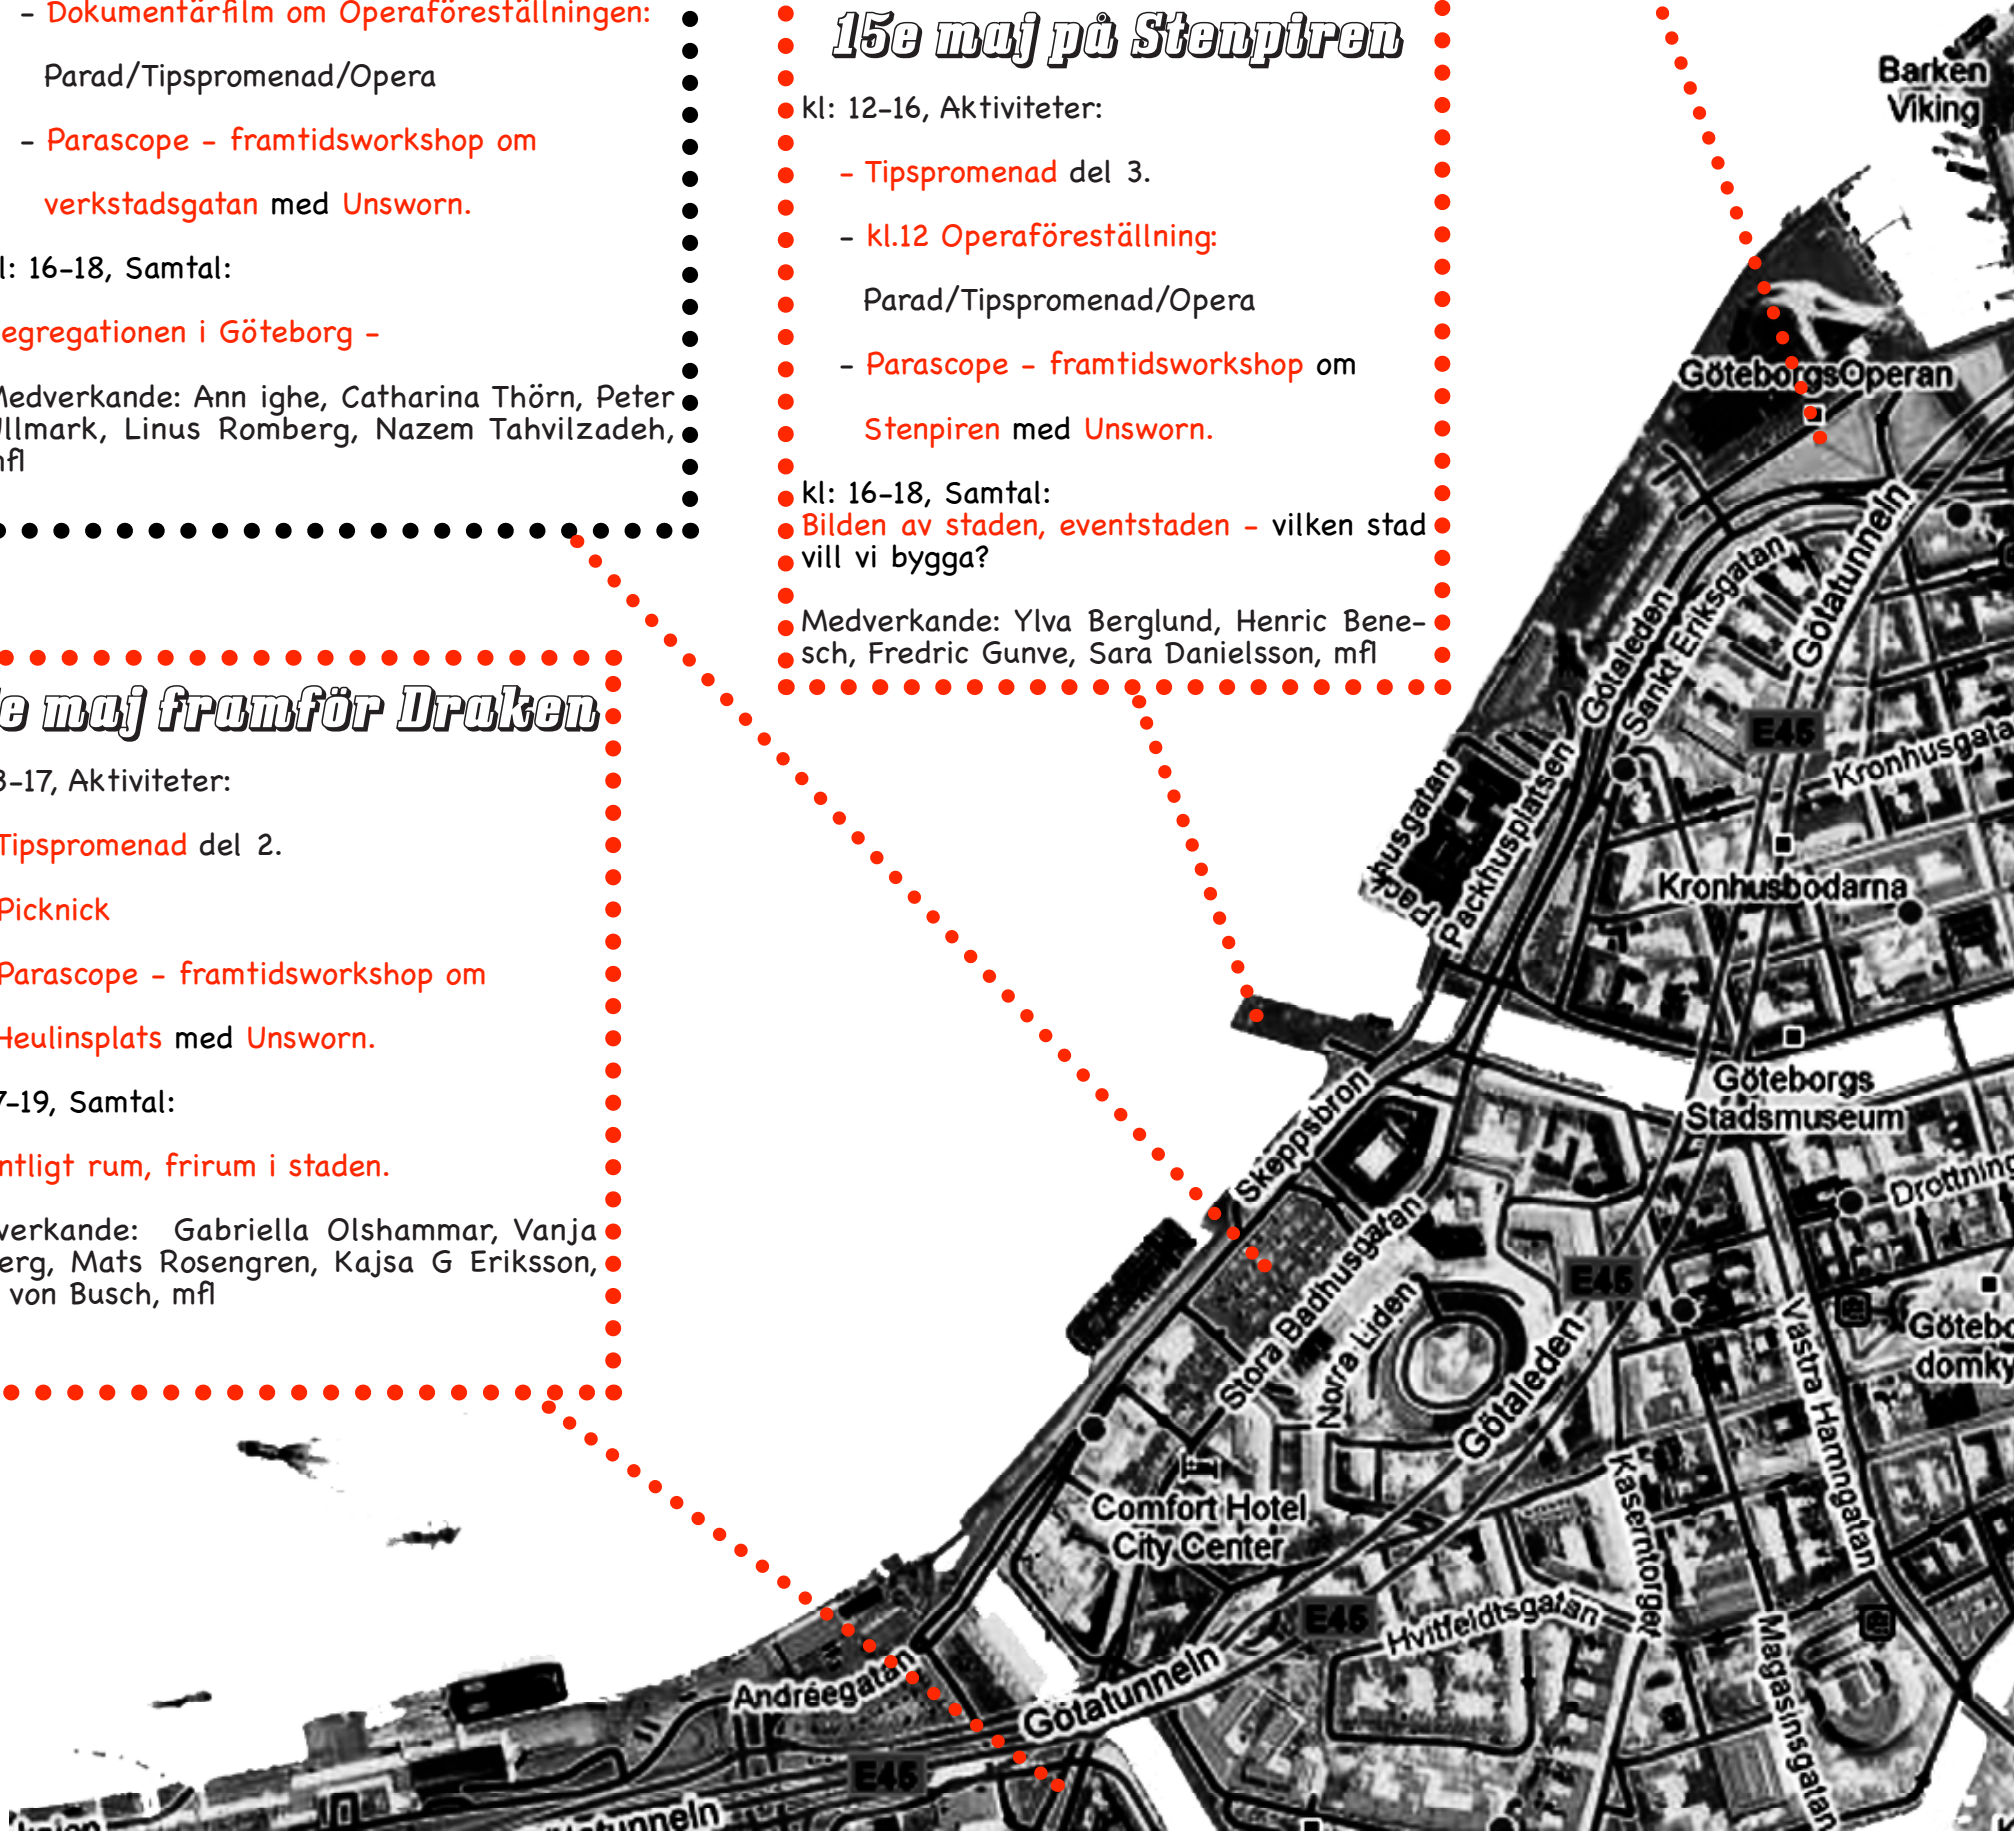 - Dokumentärfilm om Operaföreställningen:
Parad/Tipspromenad/Opera
- Parascope - framtidsworkshop om
verkstadsgatan med Unsworn.
l: 16-18, Samtal:
egregationen i Göteborg -
Medverkande: Ann ighe, Catharina Thörn, Peter
Ullmark, Linus Romberg, Nazem Tahvilzadeh,
mfl
e maj framför Draken
3-17, Aktiviteter:
Tipspromenad del 2.
Picknick
Parascope - framtidsworkshop om
Heulinsplats med Unsworn.
7-19, Samtal:
ntligt rum, frirum i staden.
verkande: Gabriella Olshammar, Vanja
erg, Mats Rosengren, Kajsa G Eriksson,
von Busch, mfl
15e maj på Stenpiren
kl: 12-16, Aktiviteter:
- Tipspromenad del 3.
- kl.12 Operaföreställning:
Parad/Tipspromenad/Opera
- Parascope - framtidsworkshop om
Stenpiren med Unsworn.
kl: 16-18, Samtal:
Bilden av staden, eventstaden - vilken stad
vill vi bygga?
Medverkande: Ylva Berglund, Henric Bene-
sch, Fredric Gunve, Sara Danielsson, mfl
Barken
Viking
GöteborgsOperan
Götatunneln
Götaleden
Sankt Eriksgatan
E45
Kronhusgata
husgatan
Packhusplatsen
Kronhusbodarna
Göteborgs
Stadsmuseum
Skeppsbron
Drottning
Stora Badhusgatan
Norra Liden
E45
Götaleden
Västra Hamngatan
Götebo
domky
Comfort Hotel
City Center
Kaserntorget
E45
Hvitfeldtsgatan
Magasinsgatan
Andréegatan
Götatunneln
E45
tunneln
kajen